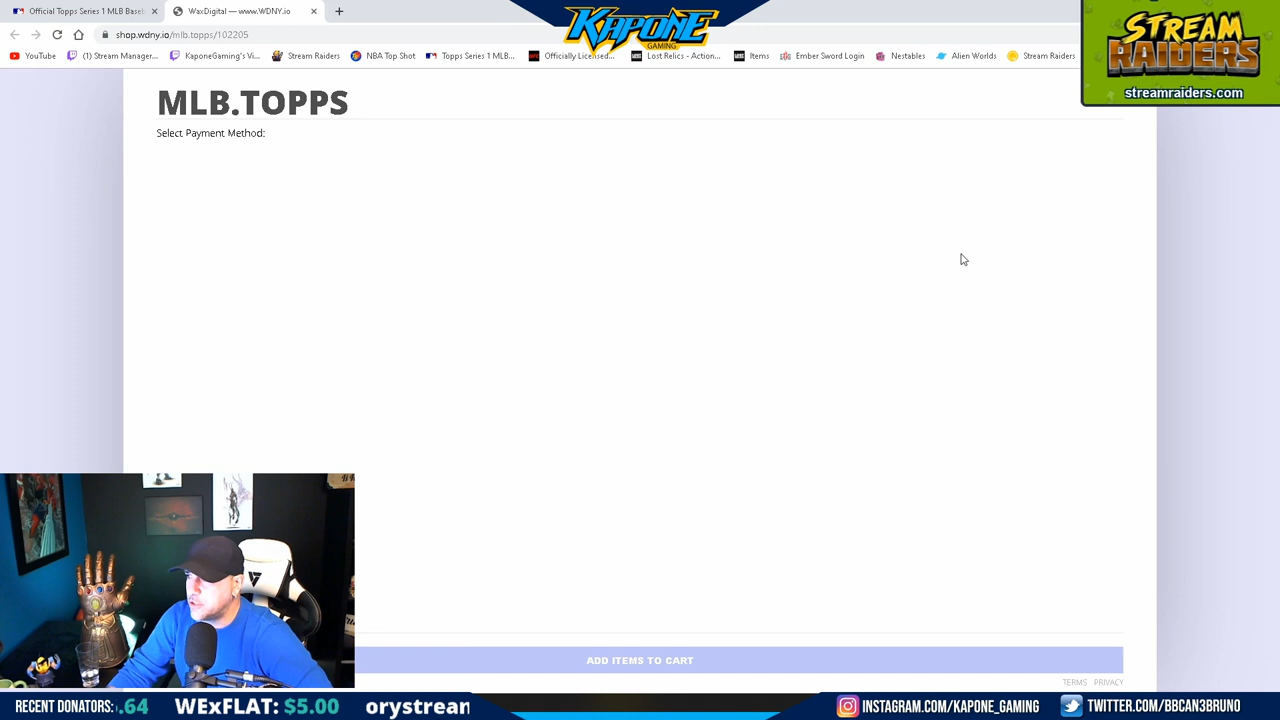 Official Topps Series 1 MLB Baseb
WaxDigital — www.WDNY.io
shop.wdny.io/mlb.topps/102205
YouTube
(1) Stream Manager...
KaponeGaming's Vi...
Stream Raiders
NBA Top Shot
Topps Series 1 MLB...
Officially Licensed...
Lost Relics - Action...
Items
Ember Sword Login
Nestables
Alien Worlds
Stream Raiders
KAPONE
GAMING
STREAM
RAIDERS
streamraiders.com
MLB.TOPPS
Select Payment Method:
ADD ITEMS TO CART
TERMS PRIVACY
RECENT DONATORS: .64 WExFLAT: $5.00 orystream
INSTAGRAM.COM/KAPONE_GAMING
TWITTER.COM/BBCAN3BRUNO